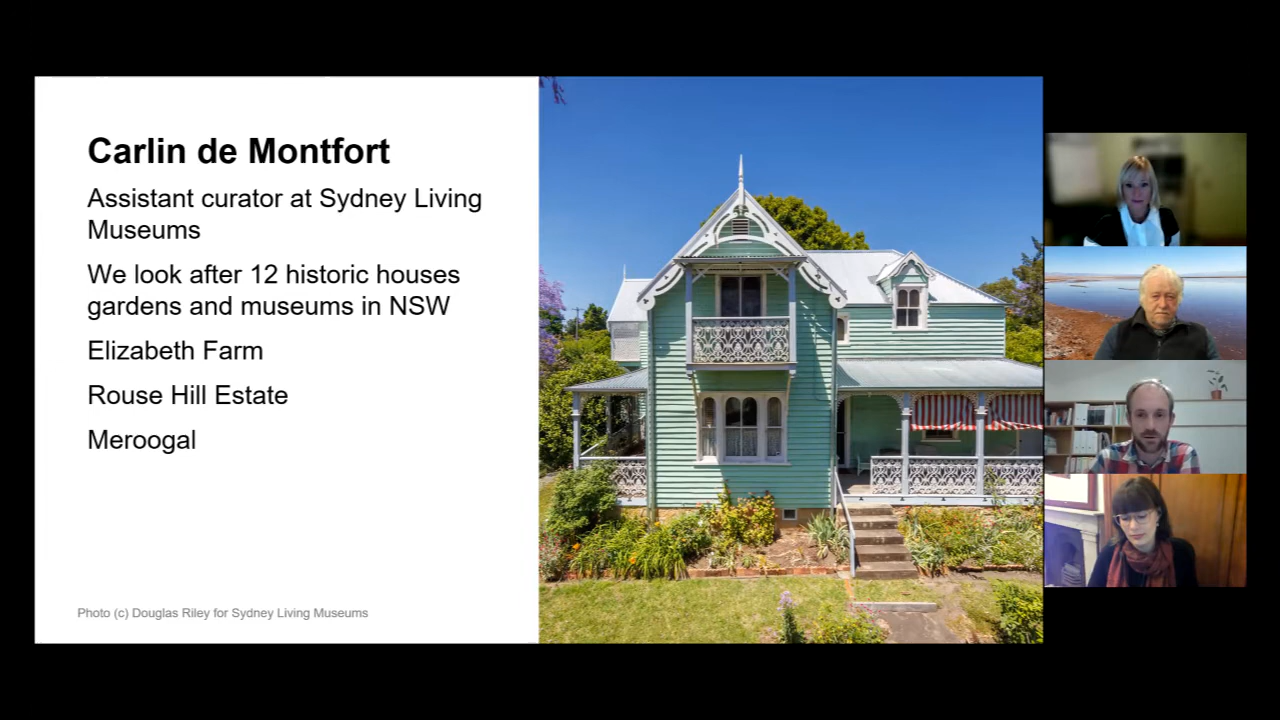 Carlin de Montfort
Assistant curator at Sydney Living
Museums
We look after 12 historic houses
gardens and museums in NSW
Elizabeth Farm
Rouse Hill Estate
Meroogal
Photo (c) Douglas Riley for Sydney Living Museums